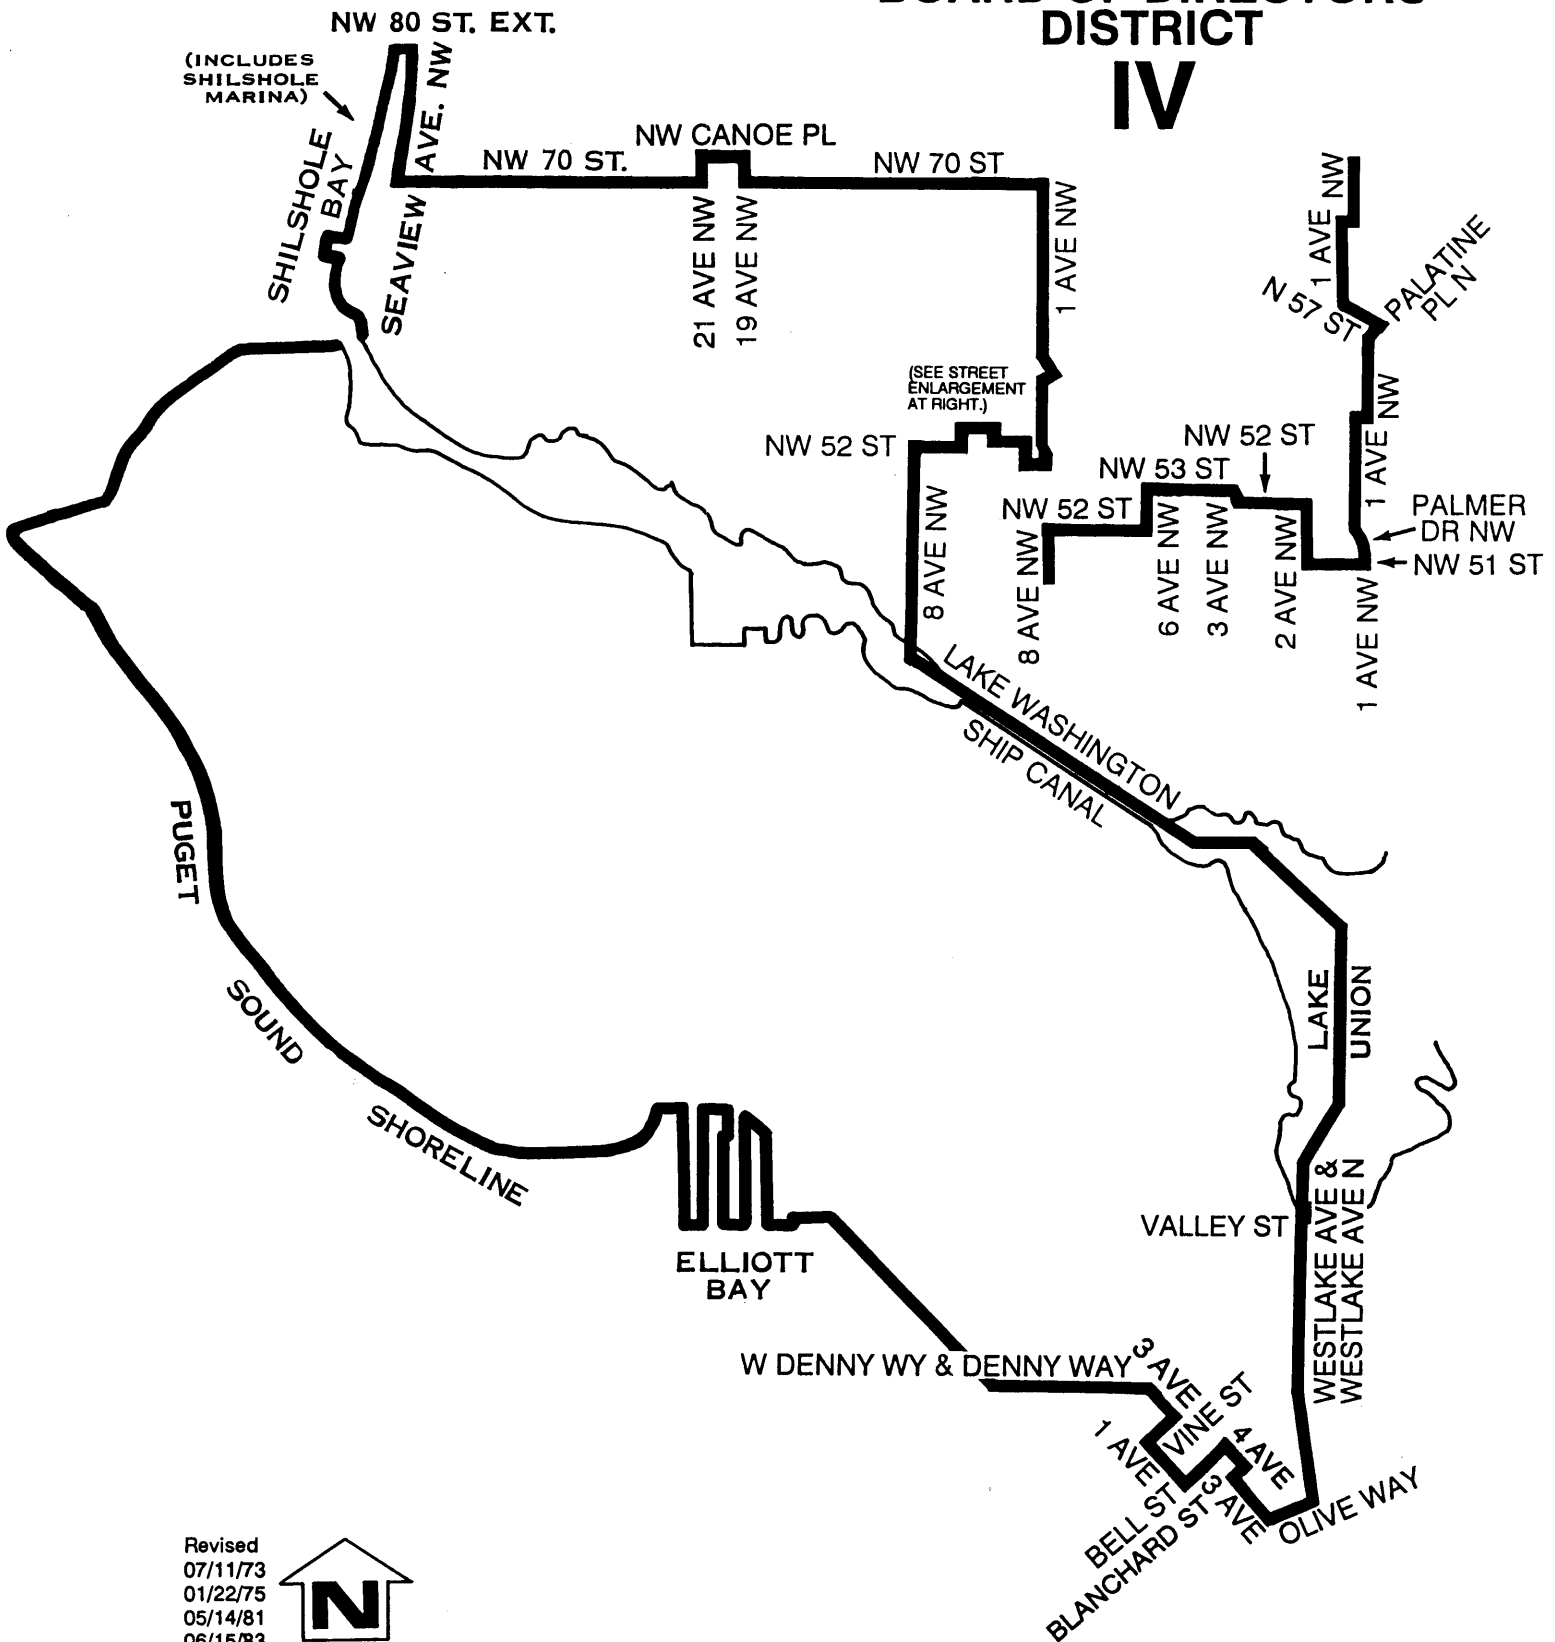 BOARD OF DIRECTORS
DISTRICT
IV
NW 80 ST. EXT.
(INCLUDES
SHILSHOLE
MARINA)
SHILSHOLE
BAY
SEAVIEW AVE. NW
NW 70 ST.
NW CANOE PL
NW 70 ST
21 AVE NW
19 AVE NW
1 AVE NW
1 AVE NW
N 57 ST
PALATINE
PL N
(SEE STREET
ENLARGEMENT
AT RIGHT.)
NW 52 ST
8 AVE NW
1 AVE NW
NW 52 ST
NW 53 ST
NW 52 ST
PALMER
DR NW
NW 51 ST
8 AVE NW
6 AVE NW
3 AVE NW
2 AVE NW
1 AVE NW
LAKE WASHINGTON
SHIP CANAL
PUGET
SOUND
SHORELINE
LAKE
UNION
ELLIOTT
BAY
VALLEY ST
WESTLAKE AVE &
WESTLAKE AVE N
W DENNY WY & DENNY WAY
3 AVE
VINE ST
1 AVE
4 AVE
BELL ST
3 AVE
BLANCHARD ST
OLIVE WAY
Revised
07/11/73
01/22/75
05/14/81
06/15/83
N